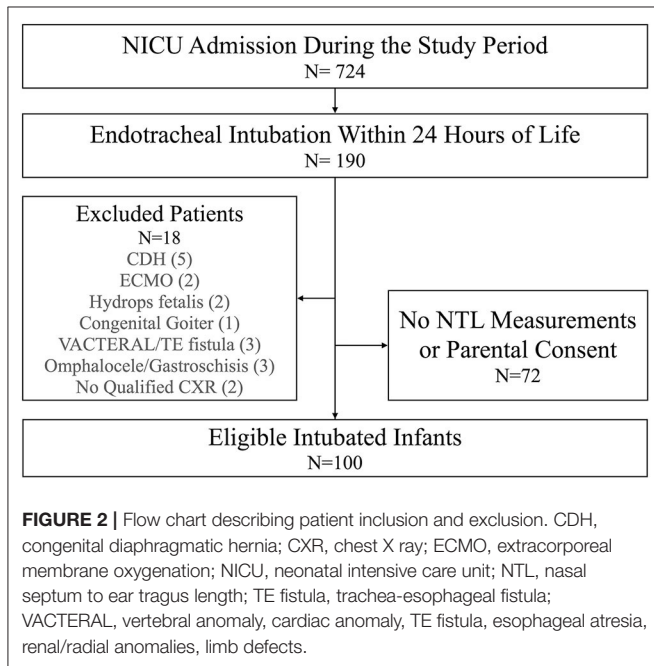 NICU Admission During the Study Period
N= 724
Endotracheal Intubation Within 24 Hours of Life
N= 190
Excluded Patients
N=18
CDH (5)
ECMO (2)
Hydrops fetalis (2)
Congenital Goiter (1)
VACTERAL/TE fistula (3)
Omphalocele/Gastroschisis (3)
No Qualified CXR (2)
No NTL Measurements
or Parental Consent
N=72
Eligible Intubated Infants
N=100
FIGURE 2 | Flow chart describing patient inclusion and exclusion. CDH,
congenital diaphragmatic hernia; CXR, chest X ray; ECMO, extracorporeal
membrane oxygenation; NICU, neonatal intensive care unit; NTL, nasal
septum to ear tragus length; TE fistula, trachea-esophageal fistula;
VACTERAL, vertebral anomaly, cardiac anomaly, TE fistula, esophageal atresia,
renal/radial anomalies, limb defects.